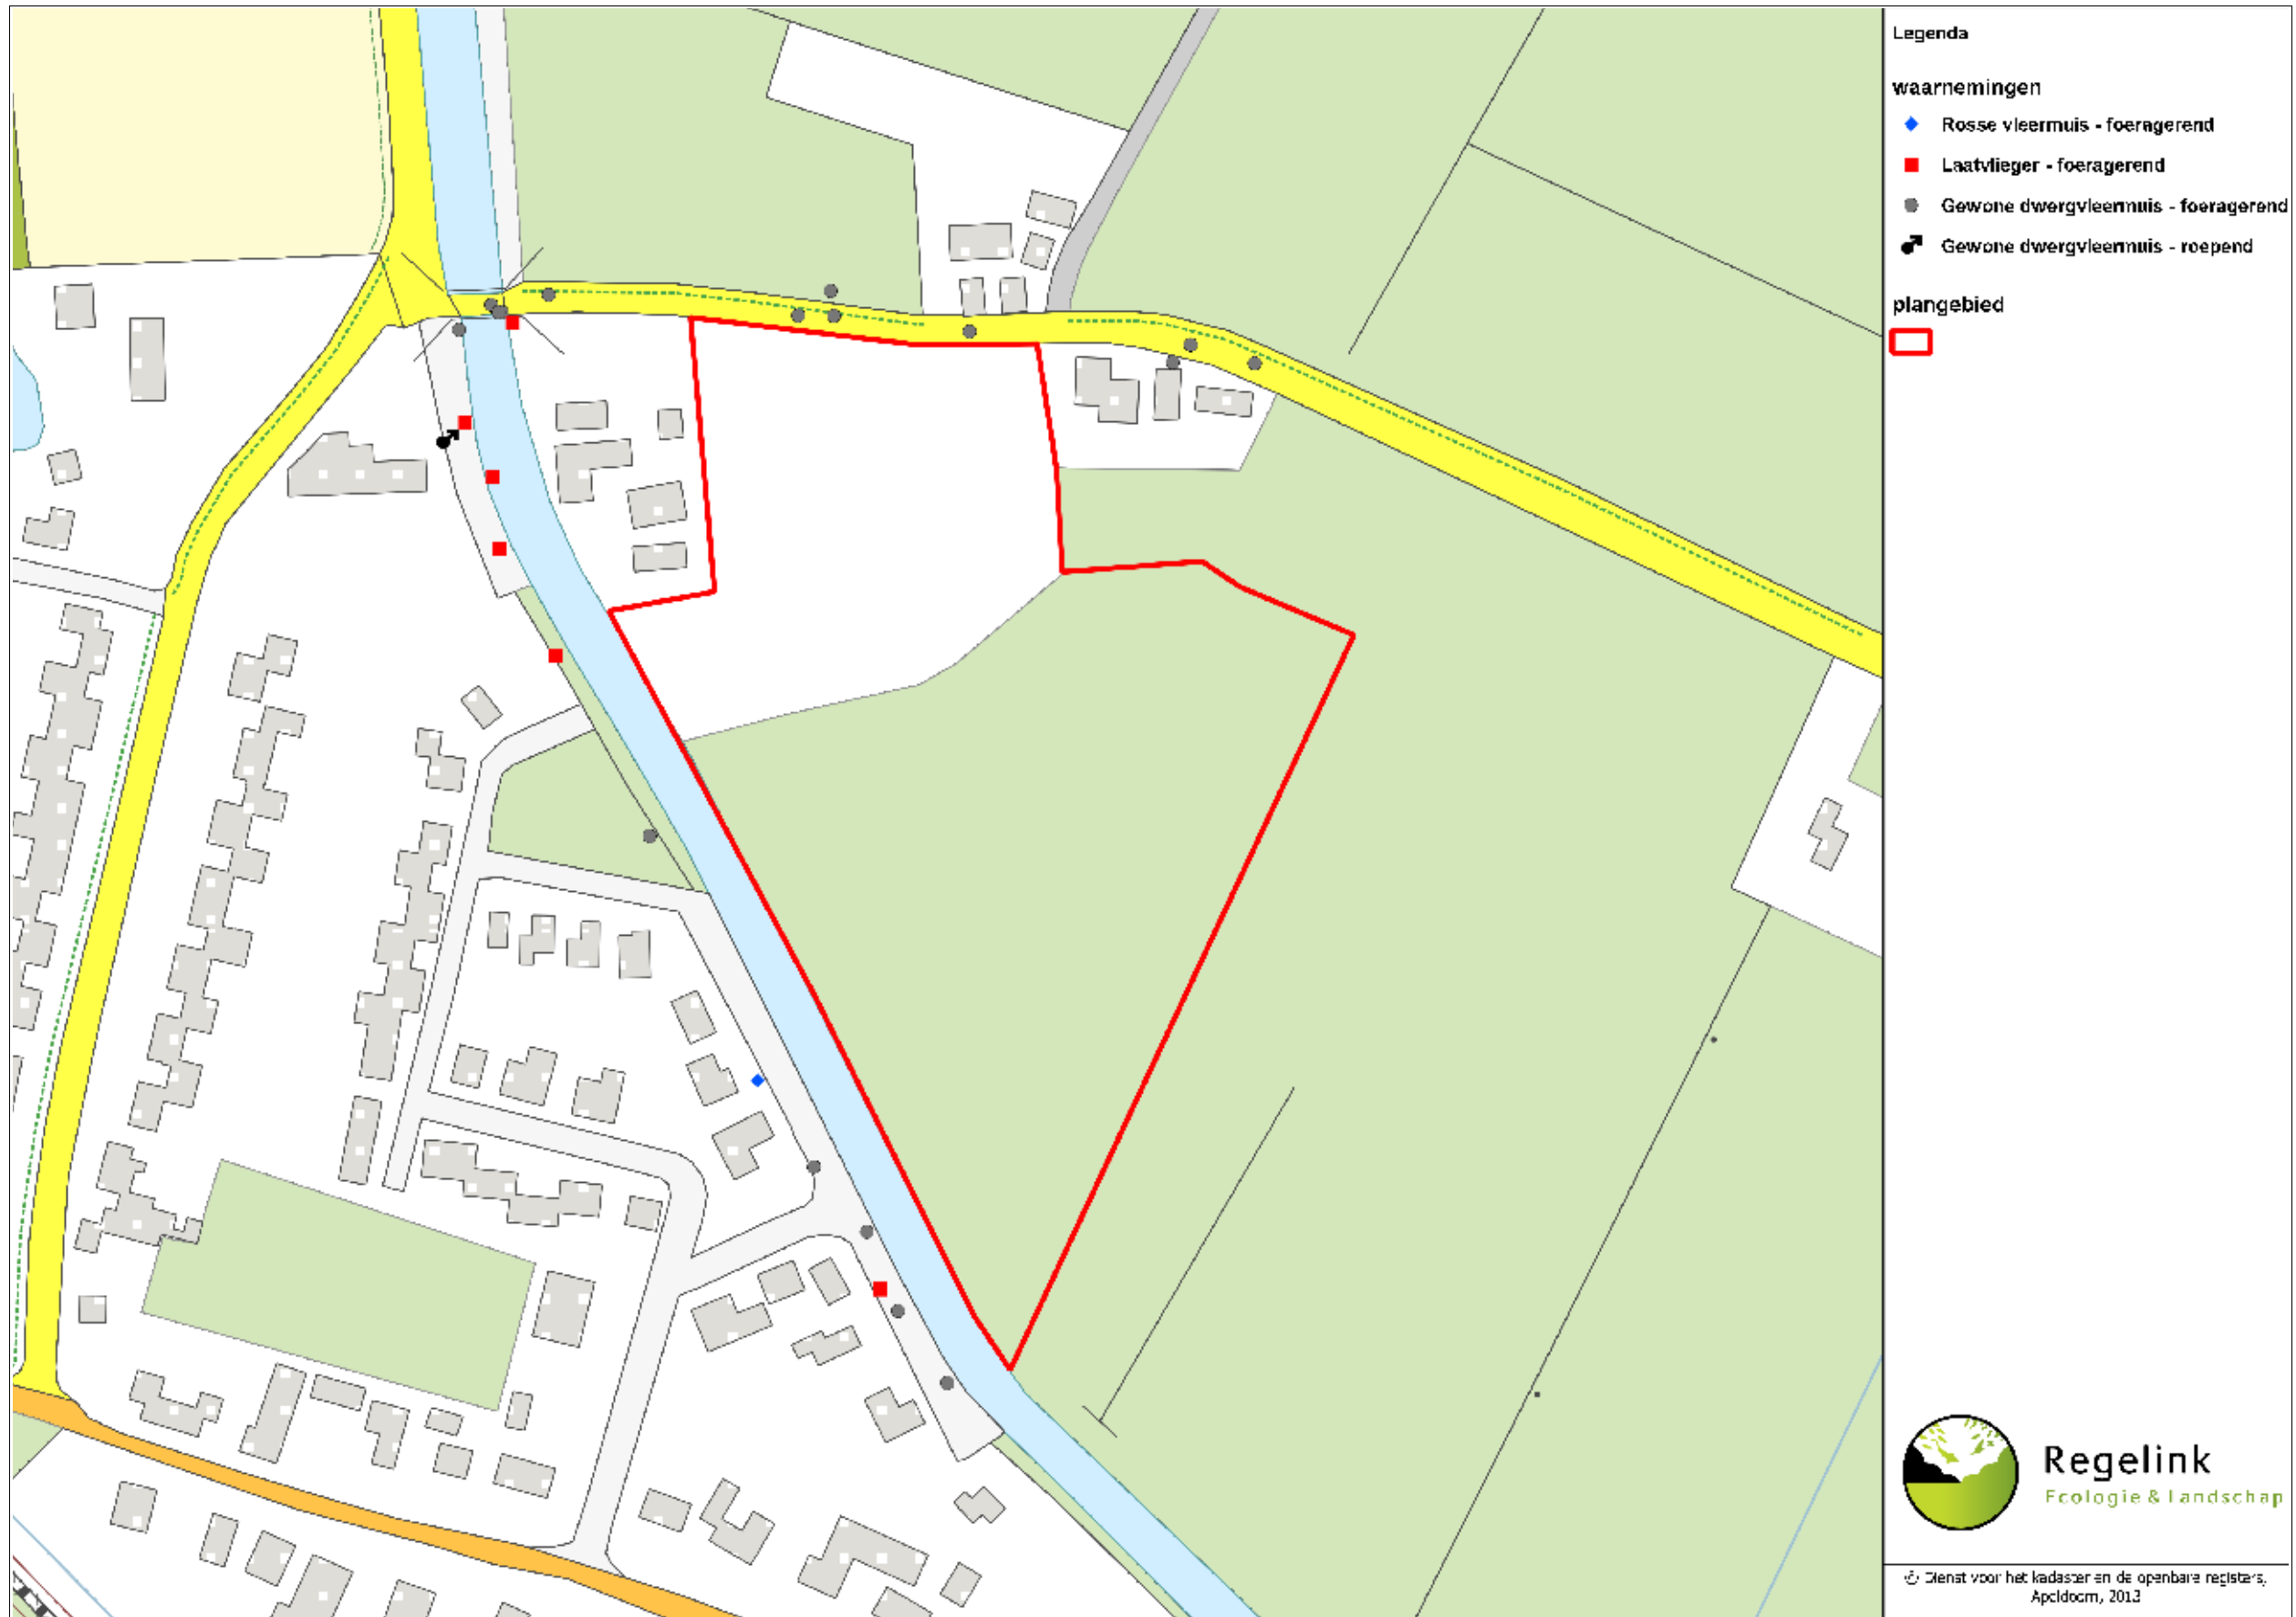 Legenda
waarnemingen
Rosse vleermuis - foeragerend
Laatvlieger - foeragerend
Gewone dwergvleermuis - foeragerend
Gewone dwergvleermuis - roepend
plangebied
Regelink
Ecologie & Landschap
© Dienst voor het kadaster en de openbare registers,
Apeldoorn, 2013